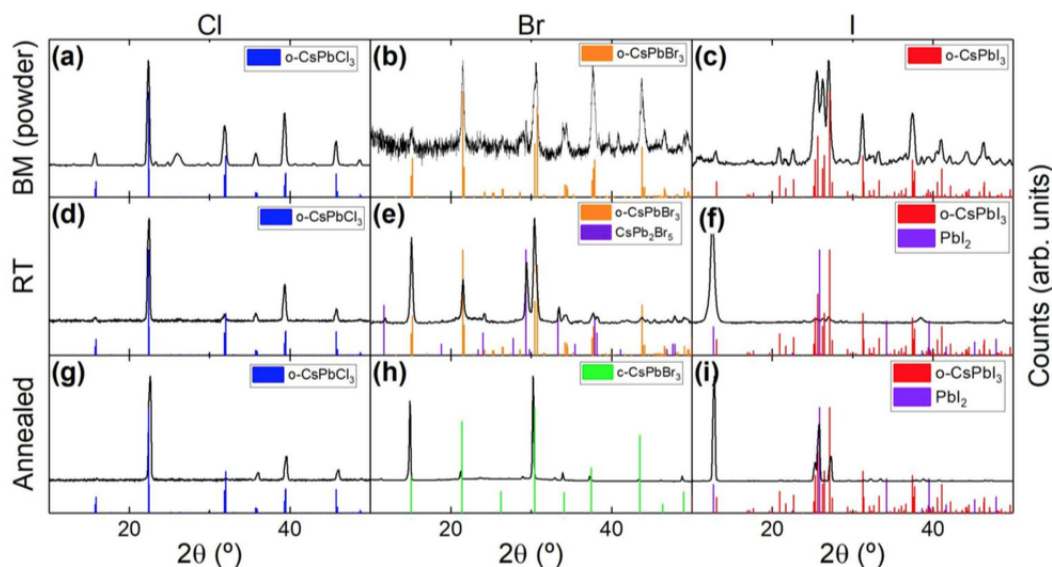 Cl Br I
(a) o-CsPbCl₃
(b) o-CsPbBr₃
(c) o-CsPbI₃
BM (powder)
(d) o-CsPbCl₃
(e) o-CsPbBr₃
CsPb₂Br₅
(f) o-CsPbI₃
PbI₂
RT
Counts (arb. units)
(g) o-CsPbCl₃
(h) c-CsPbBr₃
(i) o-CsPbI₃
PbI₂
Annealed
20 40 20 40 20 40
2θ (º) 2θ (º) 2θ (º)